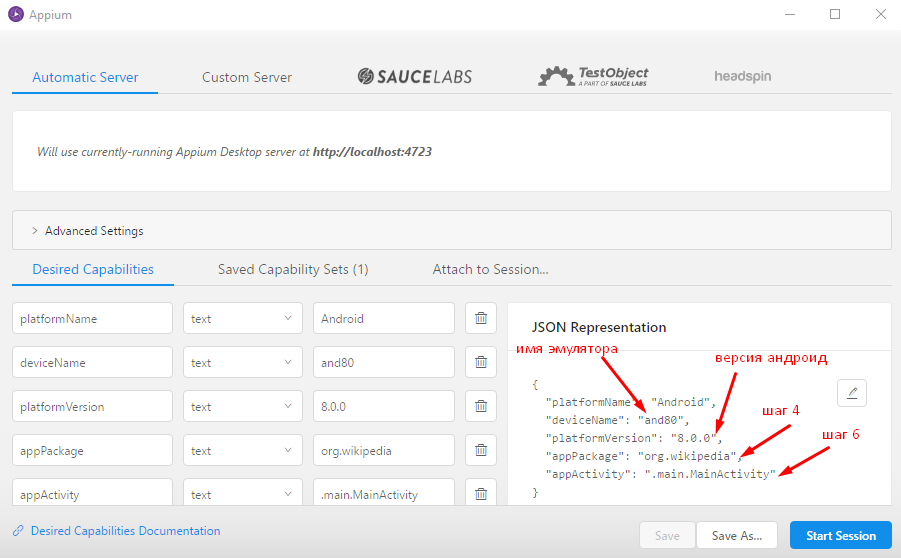 Appium
Automatic Server
Custom Server
SAUCE LABS
TestObject
A PART OF SAUCE LABS
headspin
Will use currently-running Appium Desktop server at http://localhost:4723
Advanced Settings
Desired Capabilities
Saved Capability Sets (1)
Attach to Session...
platformName text Android
deviceName text and80
platformVersion text 8.0.0
appPackage text org.wikipedia
appActivity text .main.MainActivity
JSON Representation
имя эмулятора
версия андроид
{
"platformName": "Android",
шаг 4
"deviceName": "and80",
шаг 6
"platformVersion": "8.0.0",
"appPackage": "org.wikipedia",
"appActivity": ".main.MainActivity"
}
Desired Capabilities Documentation
Save
Save As...
Start Session